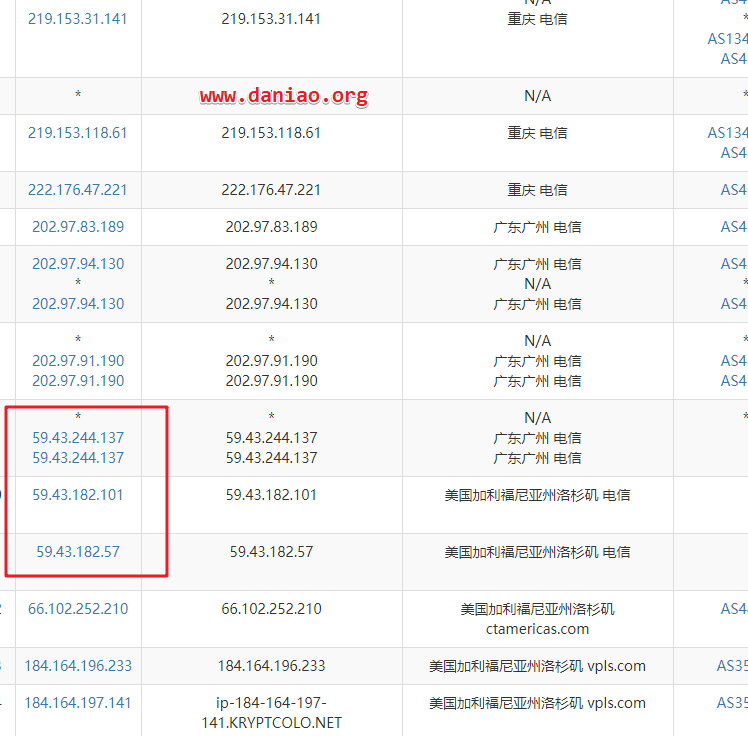 N/A
219.153.31.141 219.153.31.141 重庆 电信 *
AS134
AS4
* www.daniao.org N/A *
219.153.118.61 219.153.118.61 重庆 电信 AS134
AS4
222.176.47.221 222.176.47.221 重庆 电信 AS4
202.97.83.189 202.97.83.189 广东广州 电信 AS4
202.97.94.130 202.97.94.130 广东广州 电信 AS4
* * N/A *
202.97.94.130 202.97.94.130 广东广州 电信 AS4
* * N/A *
202.97.91.190 202.97.91.190 广东广州 电信 AS4
202.97.91.190 202.97.91.190 广东广州 电信 AS4
* * N/A *
59.43.244.137 59.43.244.137 广东广州 电信
59.43.244.137 59.43.244.137 广东广州 电信
59.43.182.101 59.43.182.101 美国加利福尼亚州洛杉矶 电信
59.43.182.57 59.43.182.57 美国加利福尼亚州洛杉矶 电信
66.102.252.210 66.102.252.210 美国加利福尼亚州洛杉矶 AS4
ctamericas.com
184.164.196.233 184.164.196.233 美国加利福尼亚州洛杉矶 vpls.com AS35
184.164.197.141 ip-184-164-197- 美国加利福尼亚州洛杉矶 vpls.com AS35
141.KRYPTCOLO.NET